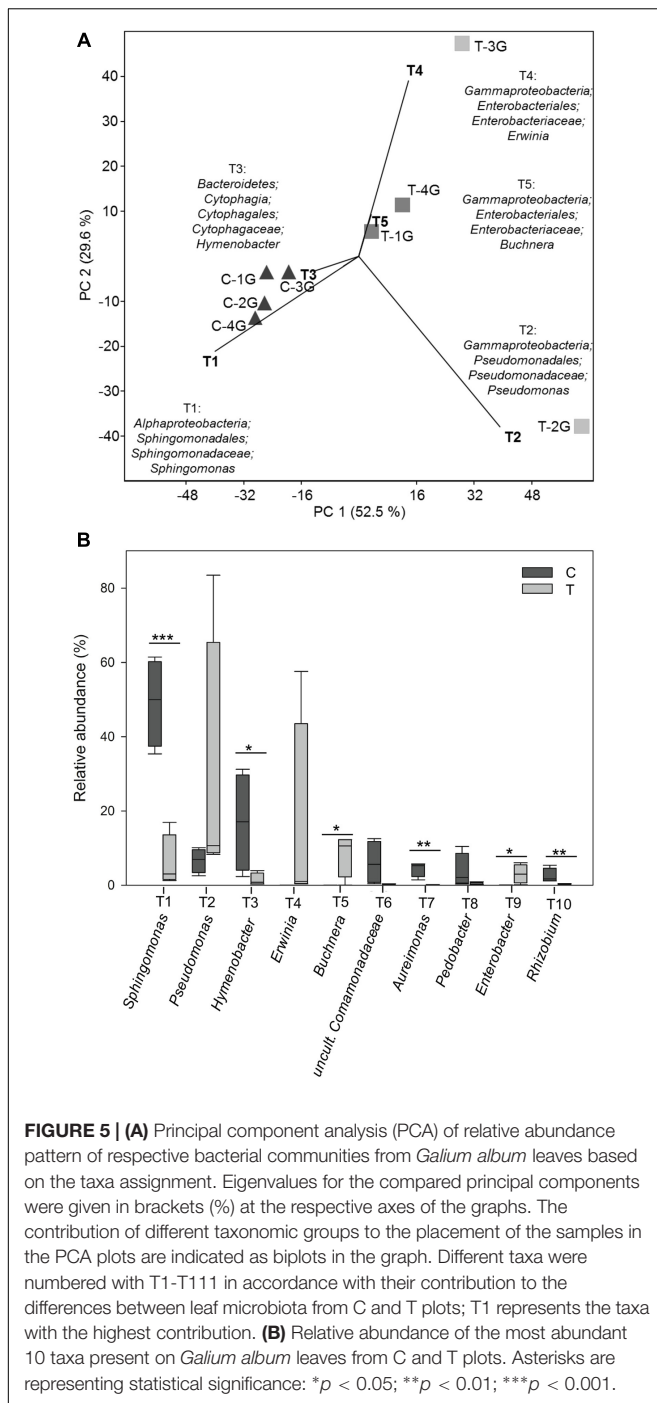 A
PC 2 (29.6 %)
40
30
20
10
-10
-20
-30
-40
T-3G
T4
T4:
Gammaproteobacteria;
Enterobacteriales;
Enterobacteriaceae;
Erwinia
T3:
Bacteroidetes;
Cytophagia;
Cytophagales;
Cytophagaceae;
Hymenobacter
T-4G
T5
T-1G
T5:
Gammaproteobacteria;
Enterobacteriales;
Enterobacteriaceae;
Buchnera
C-1G
T3
C-3G
C-2G
C-4G
T1
T2:
Gammaproteobacteria;
Pseudomonadales;
Pseudomonadaceae;
Pseudomonas
T1:
Alphaproteobacteria;
Sphingomonadales;
Sphingomonadaceae;
Sphingomonas
T2
T-2G
-48 -32 -16 16 32 48
PC 1 (52.5 %)
B
Relative abundance (%)
80
60
40
20
0
C
T
***
*
*
**
*
**
T1 T2 T3 T4 T5 T6 T7 T8 T9 T10
Sphingomonas
Pseudomonas
Hymenobacter
Erwinia
Buchnera
uncult. Comamonadaceae
Aureimonas
Pedobacter
Enterobacter
Rhizobium
FIGURE 5 | (A) Principal component analysis (PCA) of relative abundance
pattern of respective bacterial communities from Galium album leaves based
on the taxa assignment. Eigenvalues for the compared principal components
were given in brackets (%) at the respective axes of the graphs. The
contribution of different taxonomic groups to the placement of the samples in
the PCA plots are indicated as biplots in the graph. Different taxa were
numbered with T1-T111 in accordance with their contribution to the
differences between leaf microbiota from C and T plots; T1 represents the taxa
with the highest contribution. (B) Relative abundance of the most abundant
10 taxa present on Galium album leaves from C and T plots. Asterisks are
representing statistical significance: *p < 0.05; **p < 0.01; ***p < 0.001.